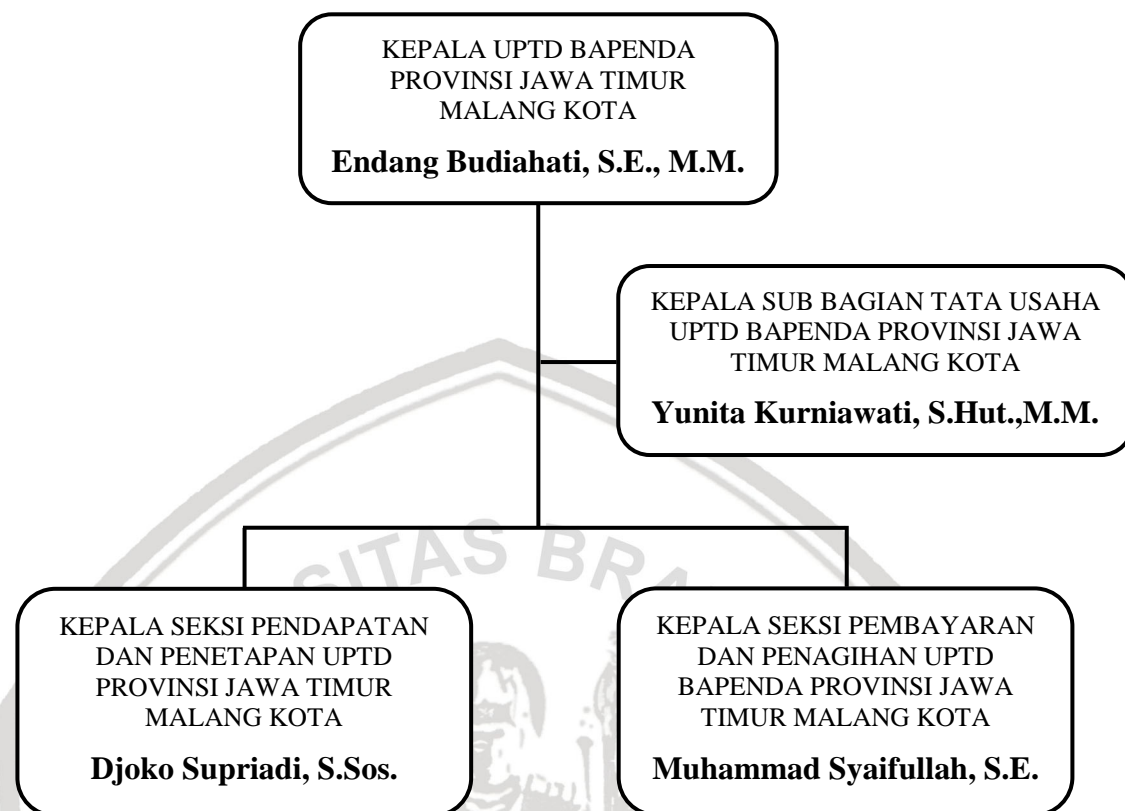 KEPALA UPTD BAPENDA
PROVINSI JAWA TIMUR
MALANG KOTA
Endang Budiahati, S.E., M.M.
KEPALA SUB BAGIAN TATA USAHA
UPTD BAPENDA PROVINSI JAWA
TIMUR MALANG KOTA
Yunita Kurniawati, S.Hut.,M.M.
SITAS BRA
KEPALA SEKSI PENDAPATAN
DAN PENETAPAN UPTD
PROVINSI JAWA TIMUR
MALANG KOTA
Djoko Supriadi, S.Sos.
KEPALA SEKSI PEMBAYARAN
DAN PENAGIHAN UPTD
BAPENDA PROVINSI JAWA
TIMUR MALANG KOTA
Muhammad Syaifullah, S.E.